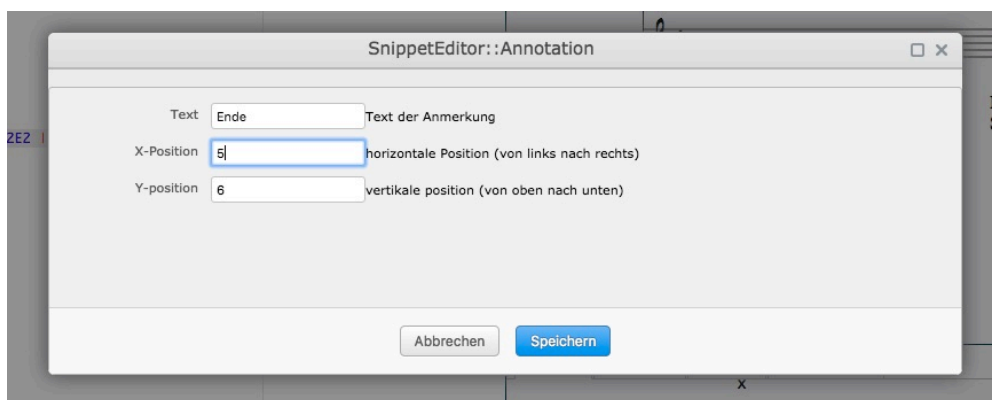 SnippetEditor::Annotation
Text Ende Text der Anmerkung
2E2 |
X-Position 5 horizontale Position (von links nach rechts)
Y-position 6 vertikale position (von oben nach unten)
Abbrechen Speichern
X